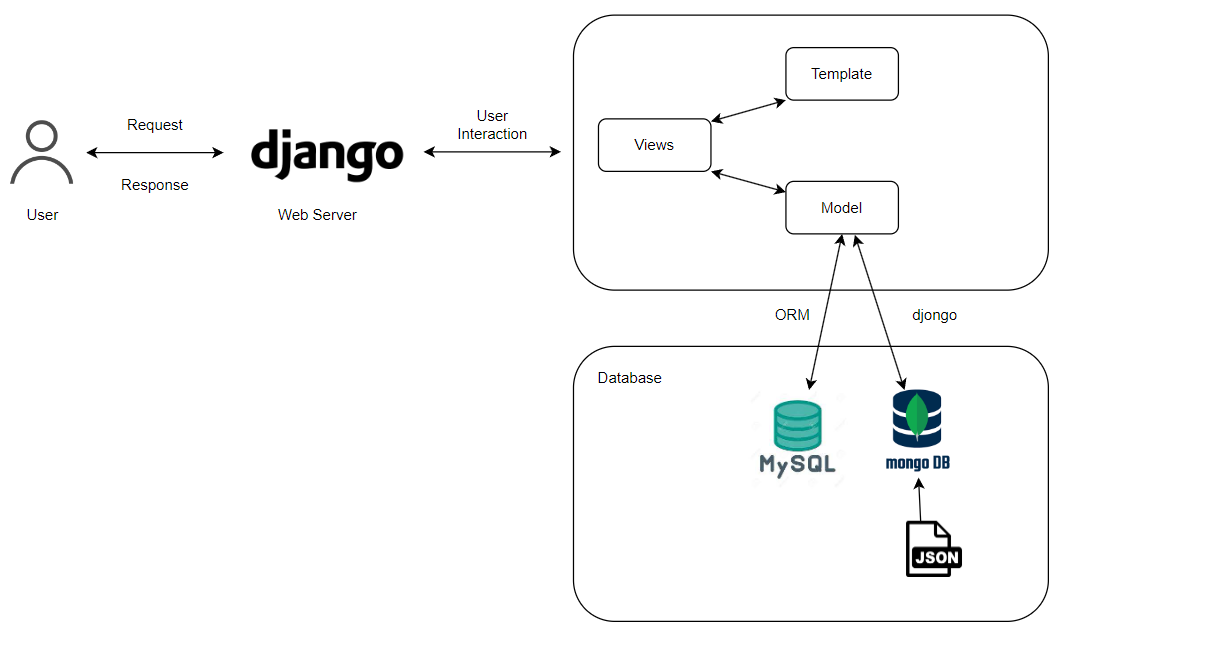 Request
Response
User
django
Web Server
User
Interaction
Template
Views
Model
ORM
djongo
Database
MySQL
mongo DB
JSON